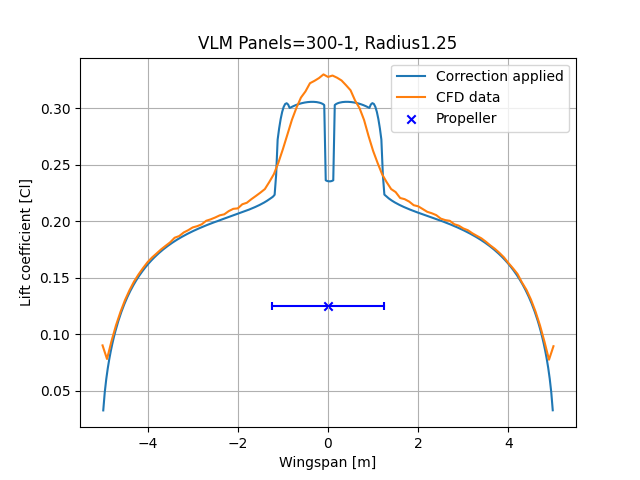 VLM Panels=300-1, Radius1.25
Correction applied
CFD data
Propeller
0.30
0.25
0.20
0.15
0.10
0.05
Lift coefficient [Cl]
−4
−2
0
2
4
Wingspan [m]